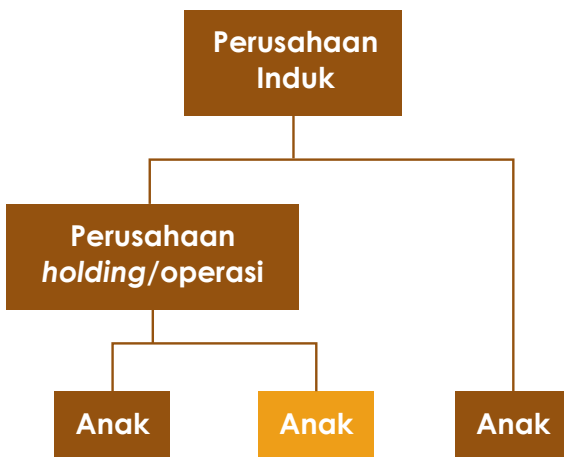 Perusahaan
Induk
Perusahaan
holding/operasi
Anak
Anak
Anak